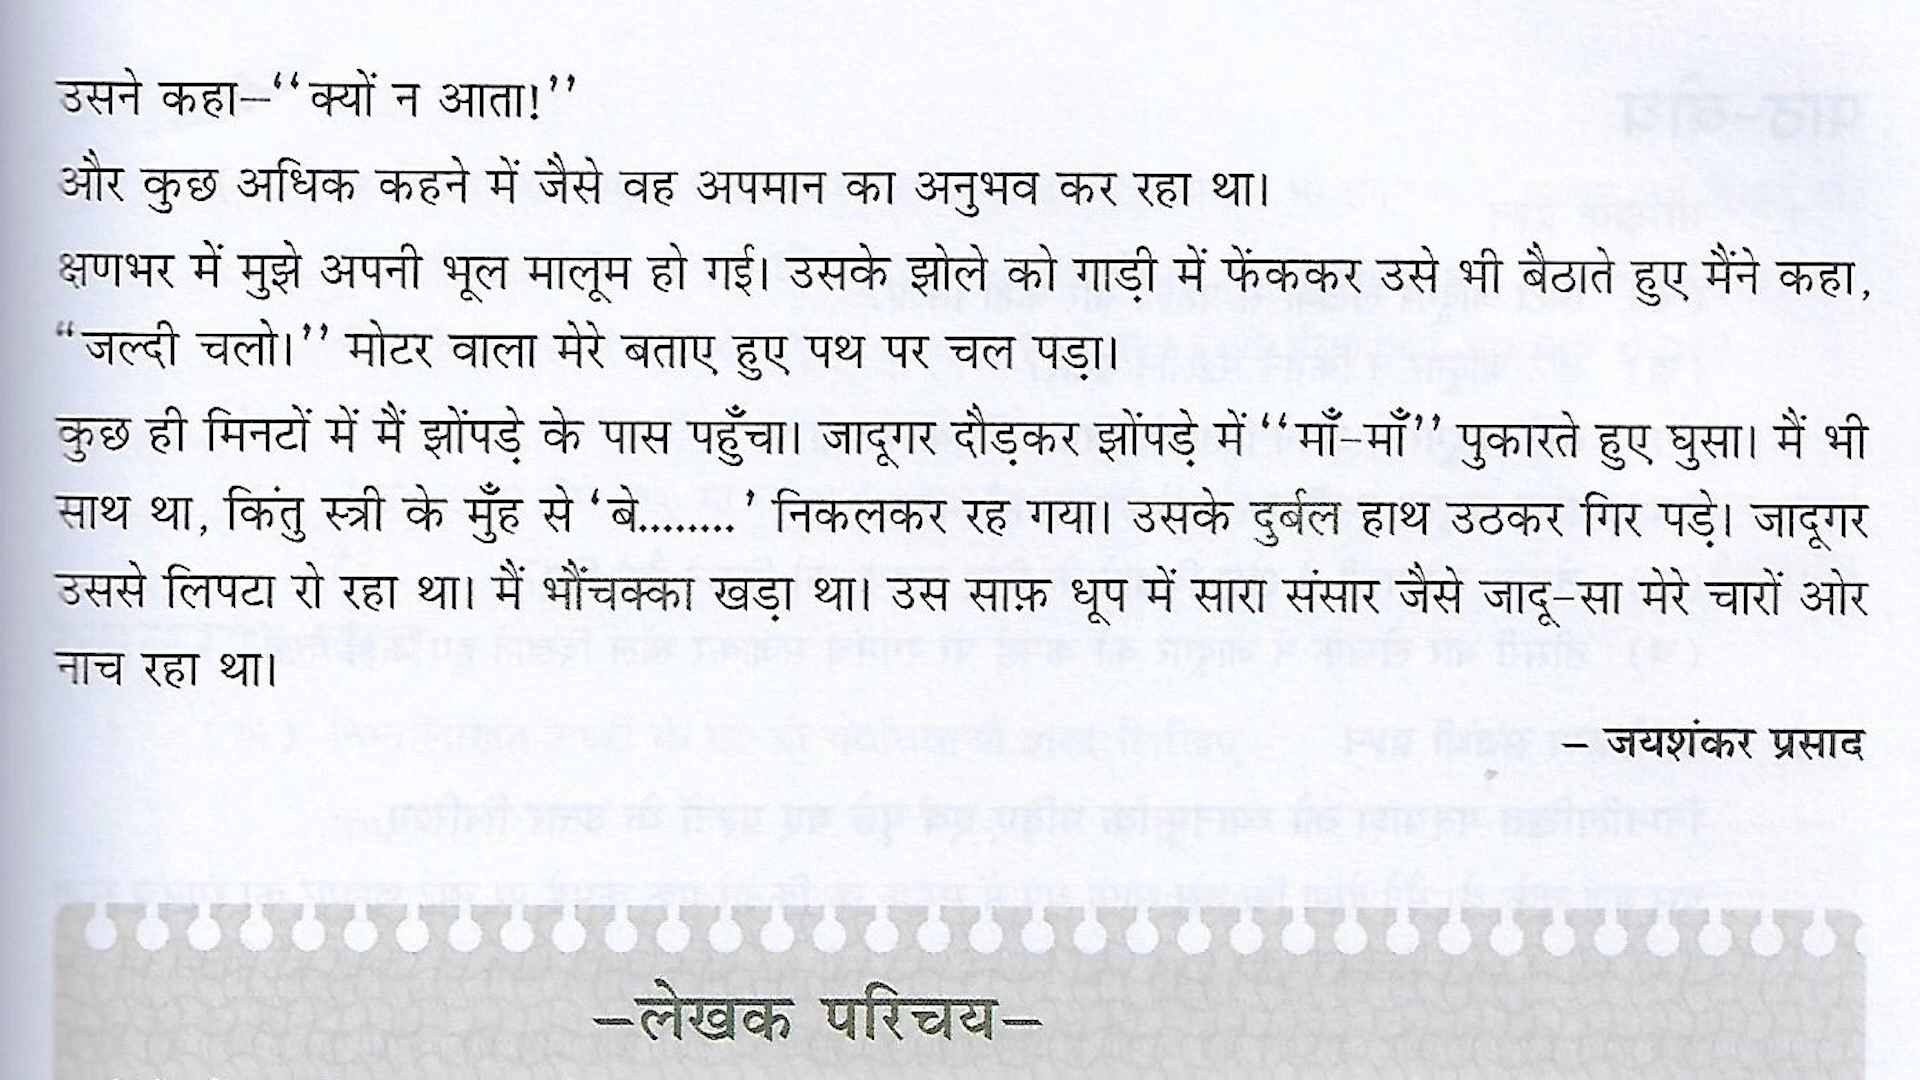 उसने कहा–“क्यों न आता!”
और कुछ अधिक कहने में जैसे वह अपमान का अनुभव कर रहा था।
क्षणभर में मुझे अपनी भूल मालूम हो गई। उसके झोले को गाड़ी में फेंककर उसे भी बैठाते हुए मैंने कहा,
“जल्दी चलो।” मोटर वाला मेरे बताए हुए पथ पर चल पड़ा।
कुछ ही मिनटों में मैं झोंपड़े के पास पहुँचा। जादूगर दौड़कर झोंपड़े में “माँ-माँ” पुकारते हुए घुसा। मैं भी
साथ था, किंतु स्त्री के मुँह से ‘बे.........’ निकलकर रह गया। उसके दुर्बल हाथ उठकर गिर पड़े। जादूगर
उससे लिपटा रो रहा था। मैं भौंचक्का खड़ा था। उस साफ़ धूप में सारा संसार जैसे जादू-सा मेरे चारों ओर
नाच रहा था।
– जयशंकर प्रसाद
–लेखक परिचय–